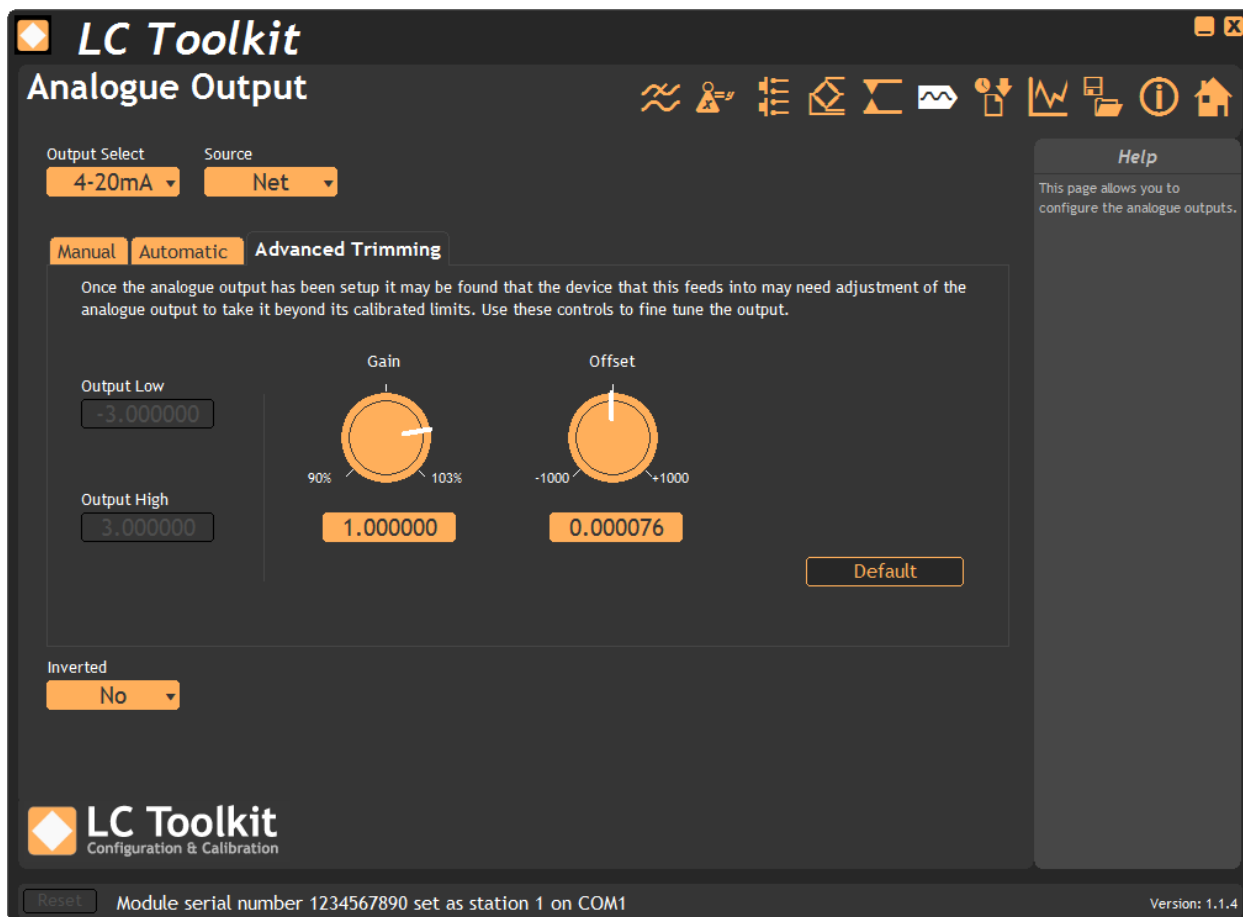 LC Toolkit
Analogue Output
Output Select
Source
4-20mA
Net
Manual
Automatic
Advanced Trimming
Once the analogue output has been setup it may be found that the device that this feeds into may need adjustment of the
analogue output to take it beyond its calibrated limits. Use these controls to fine tune the output.
Output Low
-3.000000
Output High
3.000000
Gain
90%
103%
1.000000
Offset
-1000
+1000
0.000076
Default
Inverted
No
Help
This page allows you to
configure the analogue outputs.
LC Toolkit
Configuration & Calibration
Reset
Module serial number 1234567890 set as station 1 on COM1
Version: 1.1.4